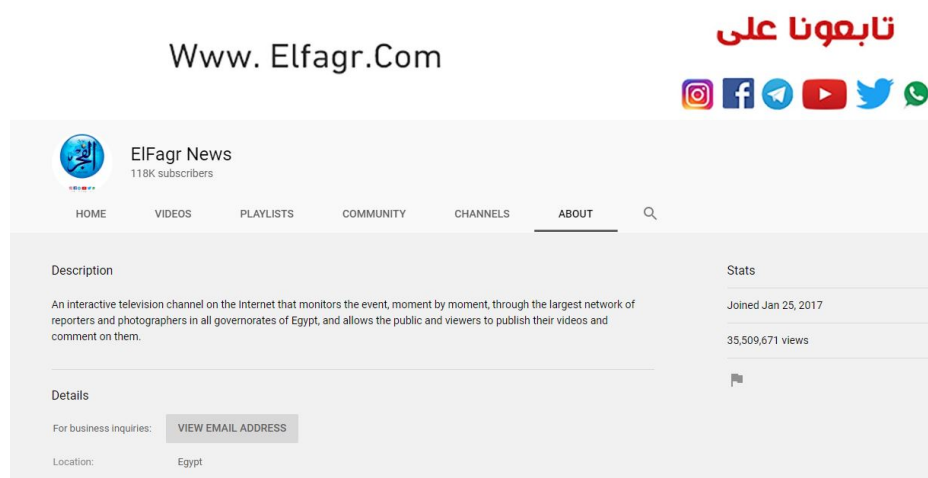 Www. Elfagr.Com
تابعونا على
الفجر
ElFagr News
118K subscribers
HOME VIDEOS PLAYLISTS COMMUNITY CHANNELS ABOUT
Description
An interactive television channel on the Internet that monitors the event, moment by moment, through the largest network of
reporters and photographers in all governorates of Egypt, and allows the public and viewers to publish their videos and
comment on them.
Stats
Joined Jan 25, 2017
35,509,671 views
Details
For business inquiries: VIEW EMAIL ADDRESS
Location: Egypt